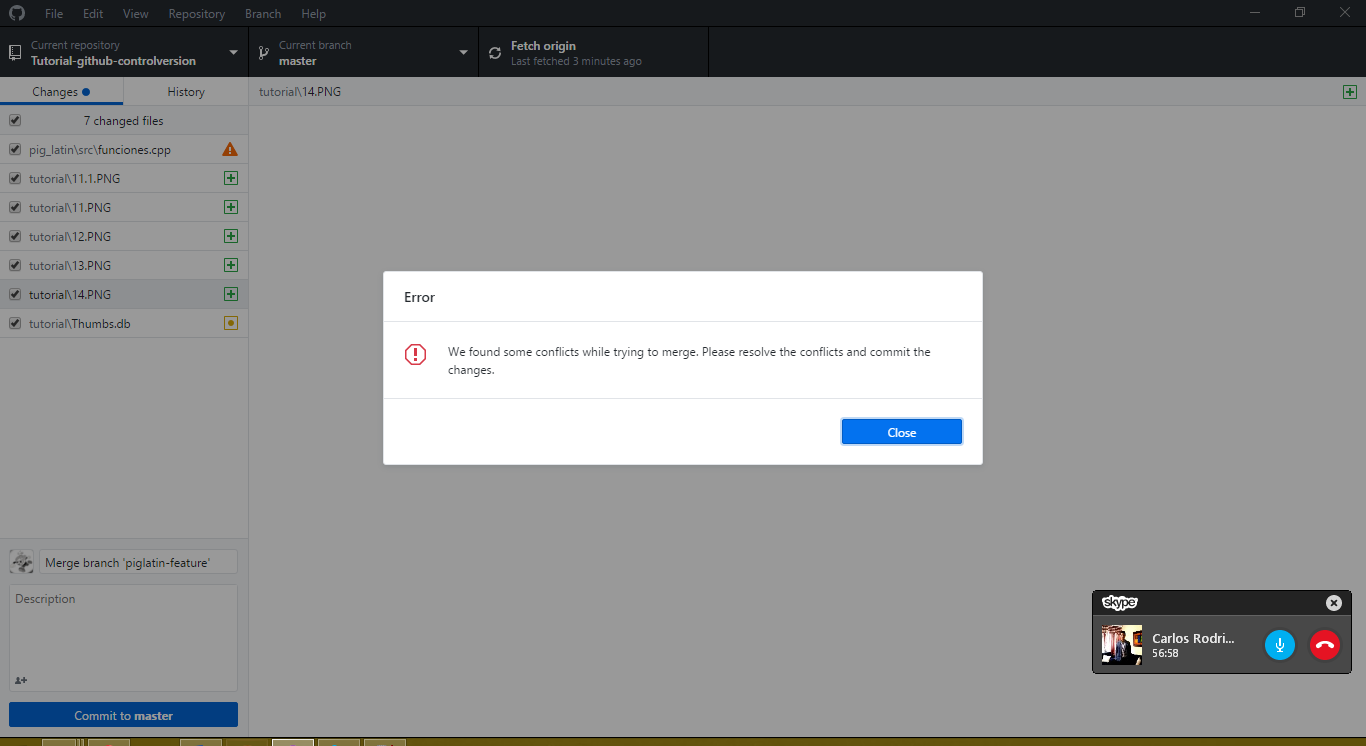 File Edit View Repository Branch Help
Current repository
Tutorial-github-controlversion
Current branch
master
Fetch origin
Last fetched 3 minutes ago
Changes History
tutorial\14.PNG
7 changed files
pig_latin\src\funciones.cpp
tutorial\11.1.PNG
tutorial\11.PNG
tutorial\12.PNG
tutorial\13.PNG
tutorial\14.PNG
tutorial\Thumbs.db
Error
We found some conflicts while trying to merge. Please resolve the conflicts and commit the
changes.
Close
Merge branch 'piglatin-feature'
Description
Commit to master
skype
Carlos Rodri...
56:58